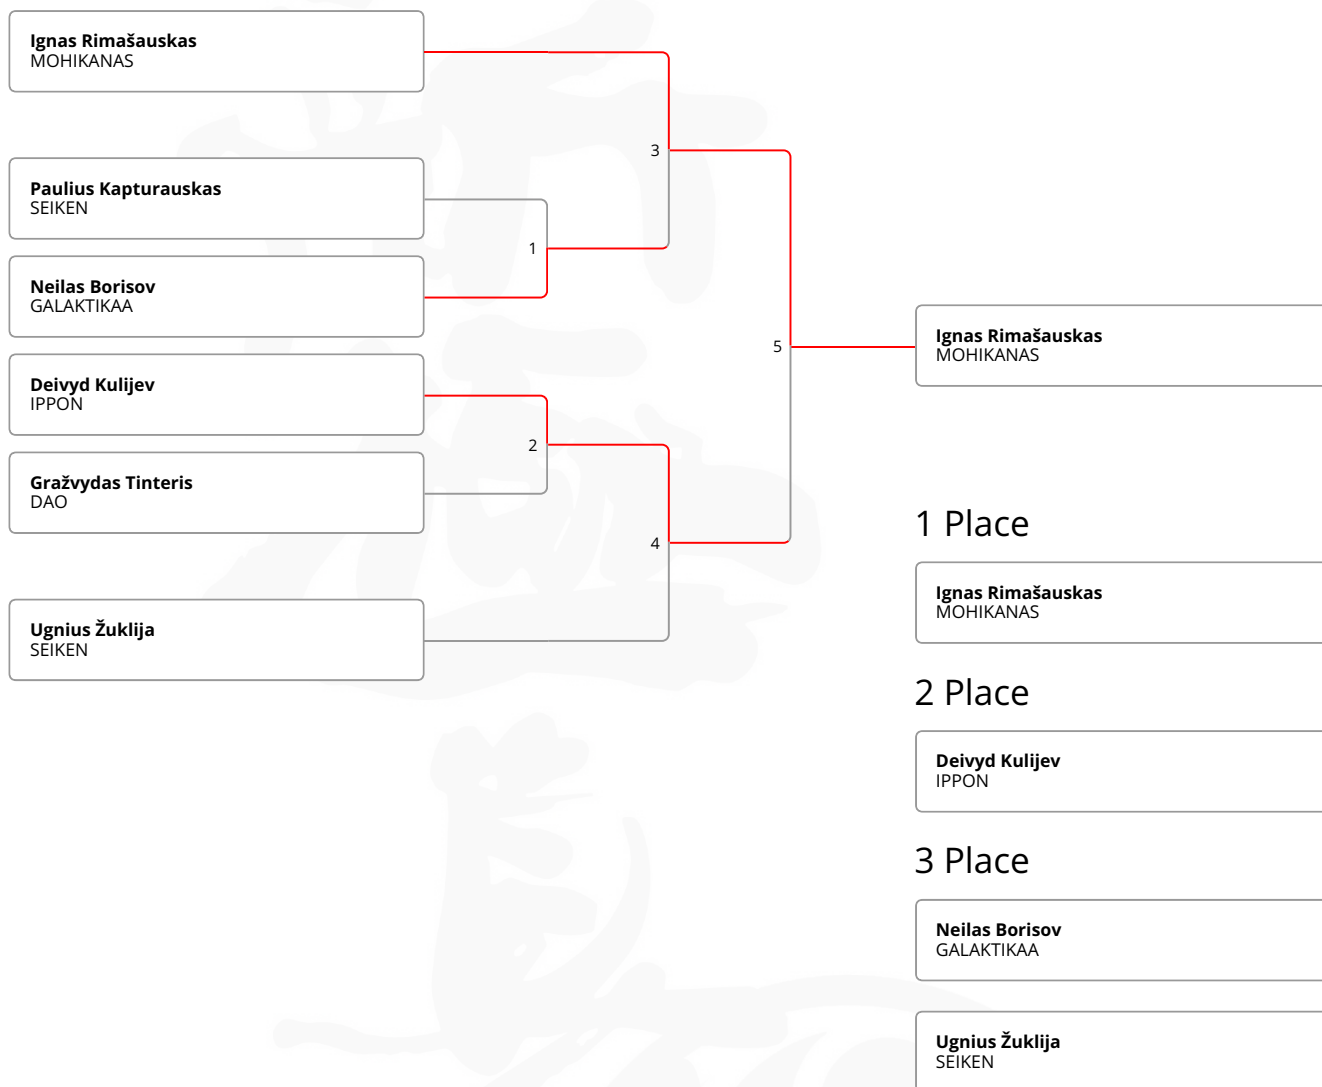 Ignas Rimašauskas
MOHIKANAS
3
Paulius Kapturauskas
SEIKEN
1
Neilas Borisov
GALAKTIKAA
Ignas Rimašauskas
MOHIKANAS
5
Deivyd Kulijev
IPPON
2
Gražvydas Tinteris
DAO
4
Ugnius Žuklija
SEIKEN
1 Place
Ignas Rimašauskas
MOHIKANAS
2 Place
Deivyd Kulijev
IPPON
3 Place
Neilas Borisov
GALAKTIKAA
Ugnius Žuklija
SEIKEN